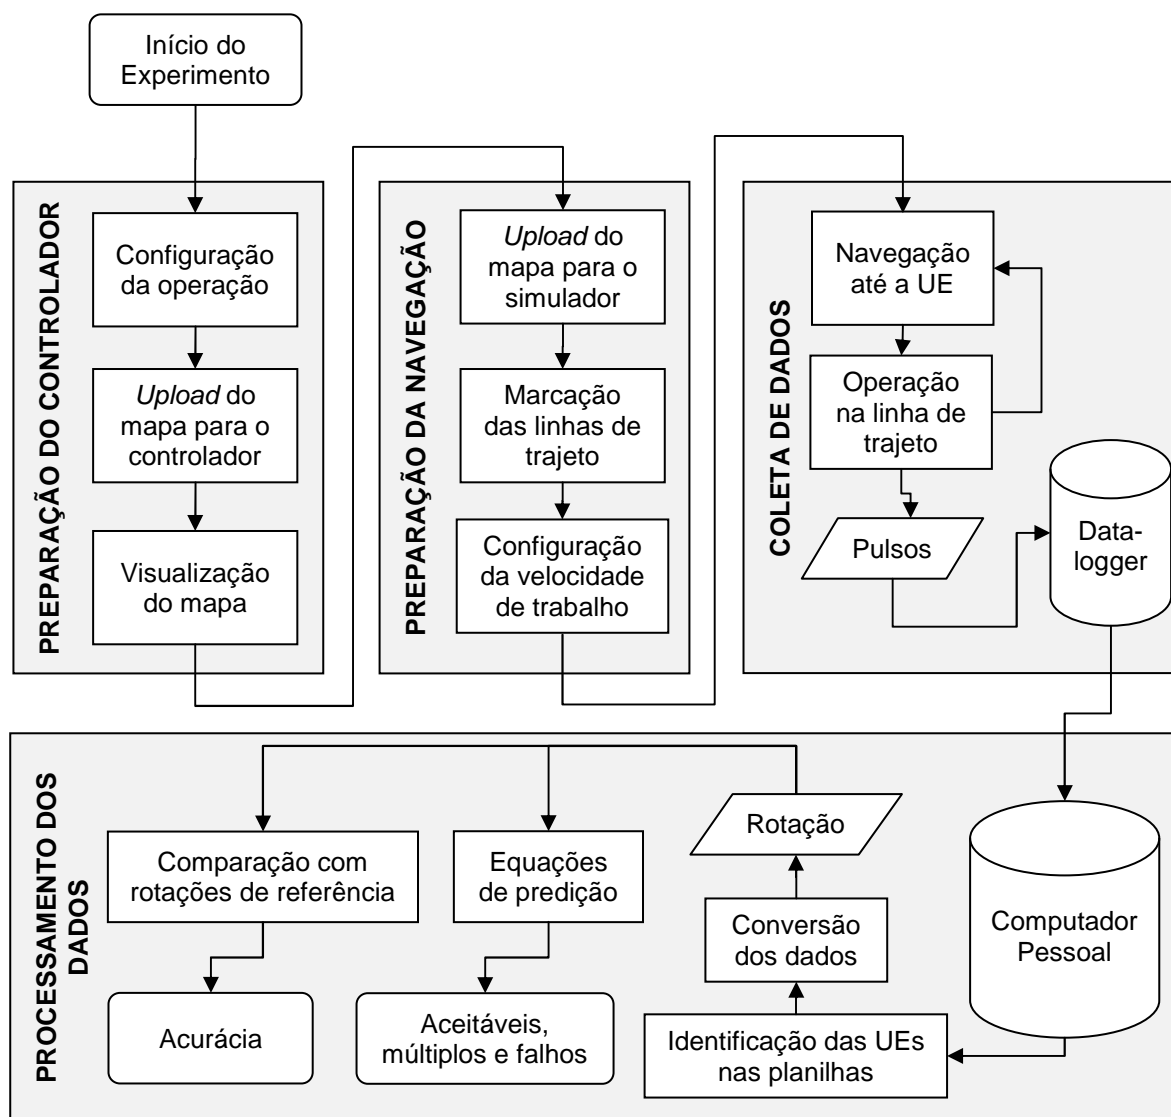 Início do
Experimento
PREPARAÇÃO DO CONTROLADOR
Configuração
da operação
Upload do
mapa para o
controlador
Visualização
do mapa
PREPARAÇÃO DA NAVEGAÇÃO
Upload do
mapa para o
simulador
Marcação
das linhas de
trajeto
Configuração
da velocidade
de trabalho
COLETA DE DADOS
Navegação
até a UE
Operação
na linha de
trajeto
Pulsos
Data-
logger
PROCESSAMENTO DOS
DADOS
Computador
Pessoal
Identificação das UEs
nas planilhas
Conversão
dos dados
Rotação
Equações
de predição
Aceitáveis,
múltiplos e falhos
Comparação com
rotações de referência
Acurácia